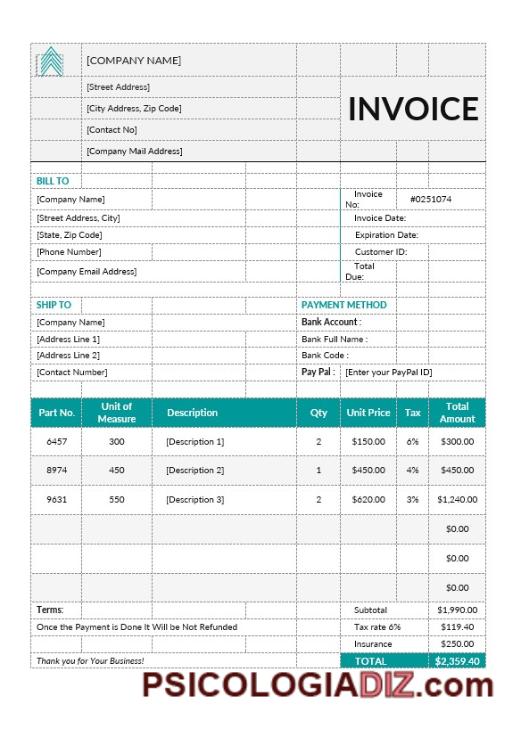 [COMPANY NAME]
[Street Address]
[City Address, Zip Code]
INVOICE
[Contact No]
[Company Mail Address]
BILL TO
[Company Name]
Invoice No: #0251074
[Street Address, City]
Invoice Date:
[State, Zip Code]
Expiration Date:
[Phone Number]
Customer ID:
[Company Email Address]
Total Due:
SHIP TO
PAYMENT METHOD
[Company Name]
Bank Account :
[Address Line 1]
Bank Full Name :
[Address Line 2]
Bank Code :
[Contact Number]
Pay Pal : [Enter your PayPal ID]
Part No. Unit of Measure Description Qty Unit Price Tax Total Amount
6457 300 [Description 1] 2 $150.00 6% $300.00
8974 450 [Description 2] 1 $450.00 4% $450.00
9631 550 [Description 3] 2 $620.00 3% $1,240.00
$0.00
$0.00
$0.00
Terms:
Subtotal $1,990.00
Once the Payment is Done It Will be Not Refunded
Tax rate 6% $119.40
Insurance $250.00
Thank you for Your Business!
TOTAL $2,359.40
PSICOLOGIADIZ.com